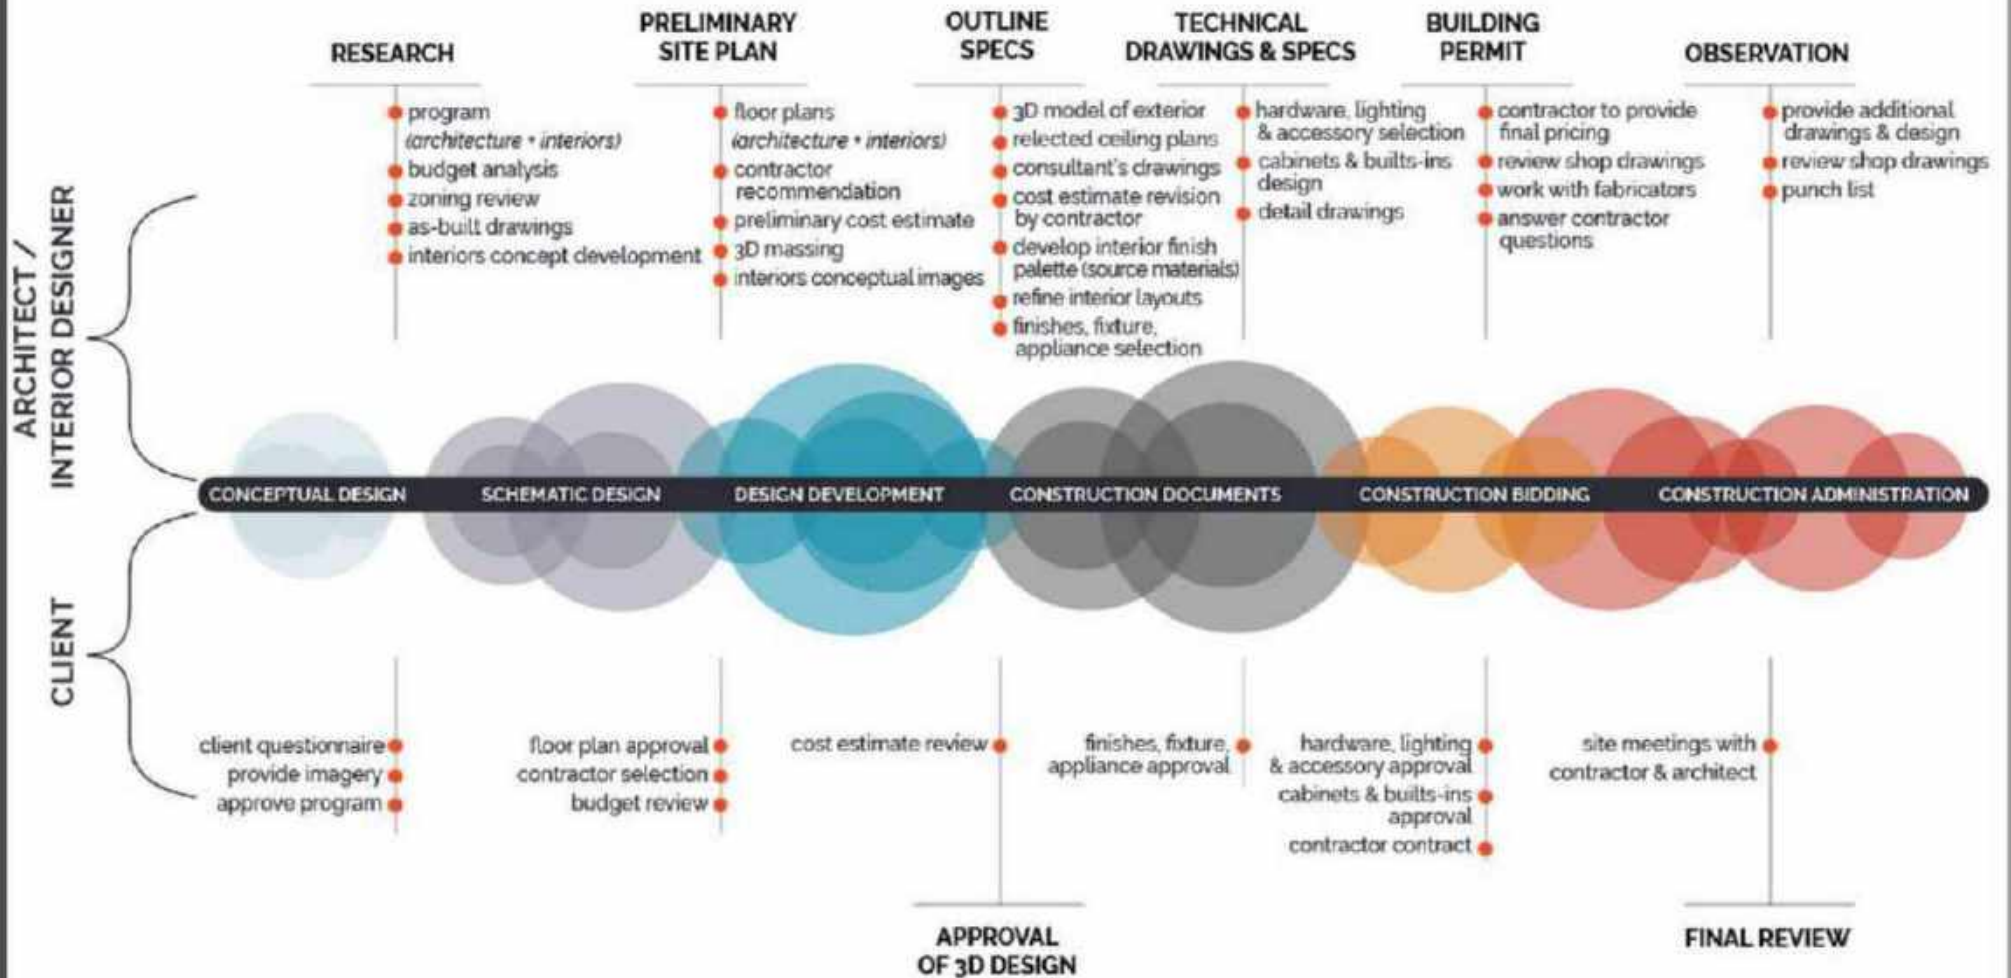 RESEARCH
program
(architecture + interiors)
budget analysis
zoning review
as-built drawings
interiors concept development
PRELIMINARY
SITE PLAN
floor plans
(architecture + interiors)
contractor
recommendation
preliminary cost estimate
3D massing
interiors conceptual images
OUTLINE
SPECS
3D model of exterior
relected ceiling plans
consultant's drawings
cost estimate revision
by contractor
develop interior finish
palette (source materials)
refine interior layouts
finishes, fixture,
appliance selection
TECHNICAL
DRAWINGS & SPECS
hardware, lighting
& accessory selection
cabinets & builts-ins
design
detail drawings
BUILDING
PERMIT
contractor to provide
final pricing
review shop drawings
work with fabricators
answer contractor
questions
OBSERVATION
provide additional
drawings & design
review shop drawings
punch list
ARCHITECT /
INTERIOR DESIGNER
CONCEPTUAL DESIGN
SCHEMATIC DESIGN
DESIGN DEVELOPMENT
CONSTRUCTION DOCUMENTS
CONSTRUCTION BIDDING
CONSTRUCTION ADMINISTRATION
CLIENT
client questionnaire
provide imagery
approve program
floor plan approval
contractor selection
budget review
cost estimate review
APPROVAL
OF 3D DESIGN
finishes, fixture,
appliance approval
hardware, lighting
& accessory approval
cabinets & builts-ins
approval
contractor contract
site meetings with
contractor & architect
FINAL REVIEW